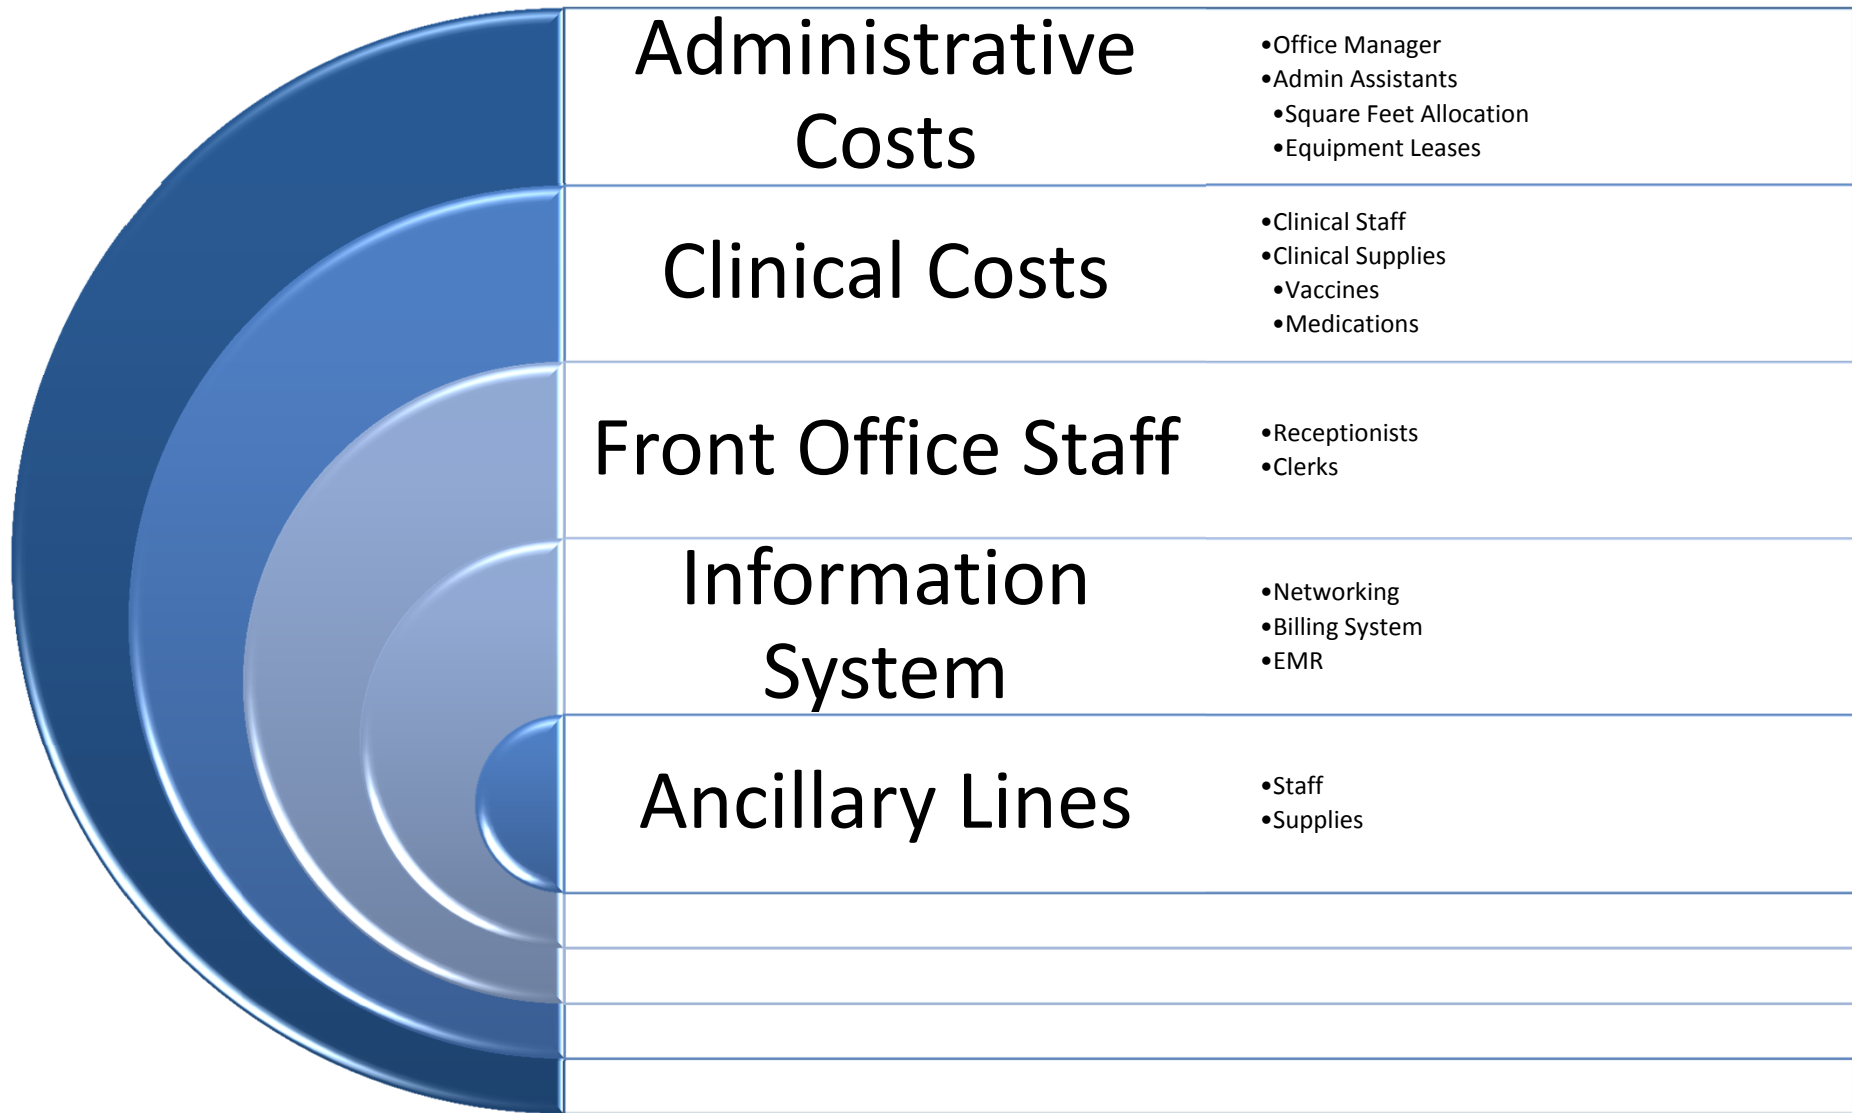 Administrative
Costs
•Office Manager
•Admin Assistants
•Square Feet Allocation
•Equipment Leases
Clinical Costs
•Clinical Staff
•Clinical Supplies
•Vaccines
•Medications
Front Office Staff
•Receptionists
•Clerks
Information
System
•Networking
•Billing System
•EMR
Ancillary Lines
•Staff
•Supplies